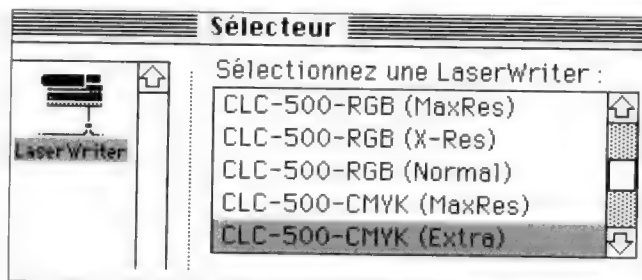 Sélecteur
LaserWriter
Sélectionnez une LaserWriter :
CLC-500-RGB (MaxRes)
CLC-500-RGB (X-Res)
CLC-500-RGB (Normal)
CLC-500-CMYK (MaxRes)
CLC-500-CMYK (Extra)